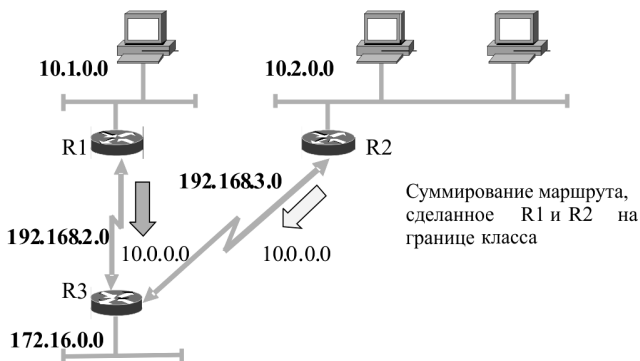 10.1.0.0
10.2.0.0
R1
R2
192.168.3.0
Суммирование маршрута,
сделанное R1 и R2 на
границе класса
192.168.2.0
10.0.0.0
10.0.0.0
R3
172.16.0.0